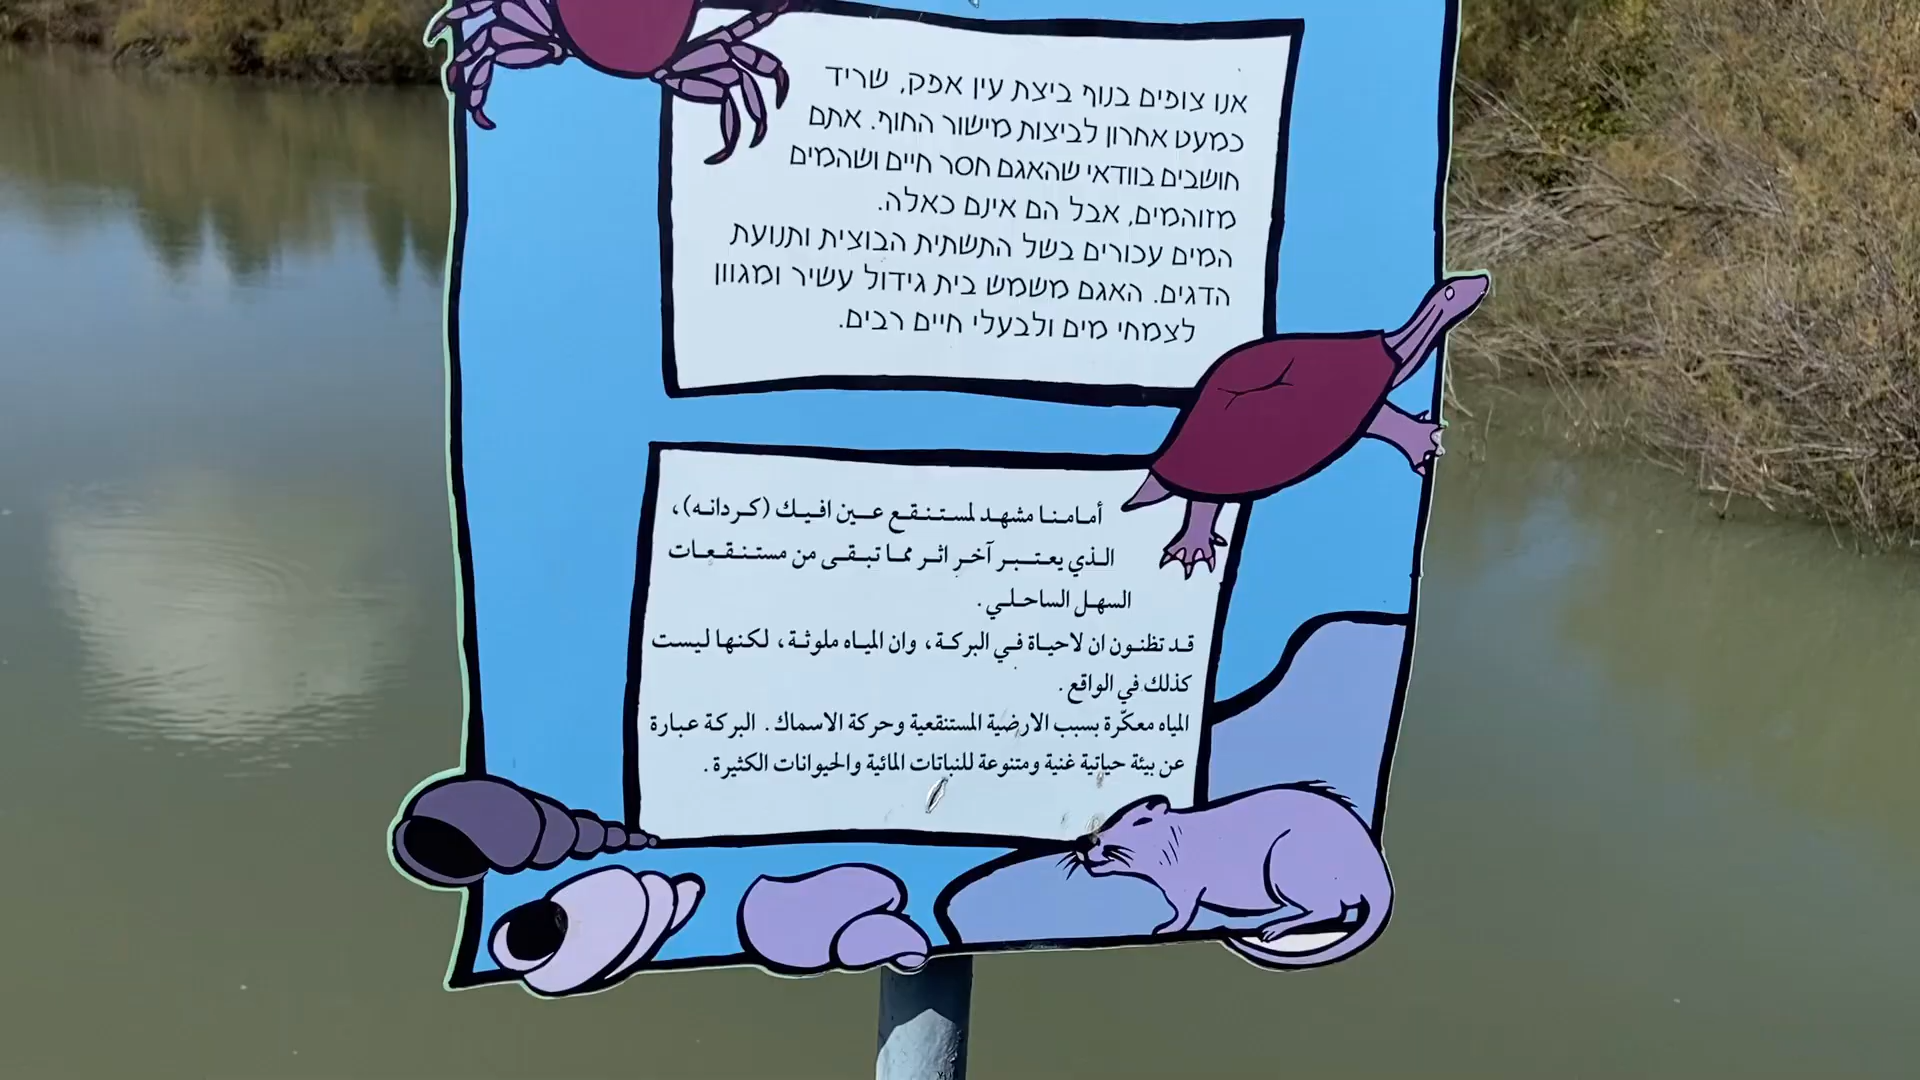 אנו צופים בנוף ביצת עין אפק, שריד
כמעט אחרון לביצות מישור החוף. אתם
חושבים בוודאי שהאגם חסר חיים ושהמים
מזוהמים, אבל הם אינם כאלה.
המים עכורים בשל התשתית הבוצית ותנועת
הדגים. האגם משמש בית גידול עשיר ומגוון
לצמחי מים ולבעלי חיים רבים.
أمامنا مشهد لمستنقع عين افيك (كردانه)،
الذي يعتبر آخر اثر مما تبقى من مستنقعات
السهل الساحلي.
قد تظنون ان لاحياة في البركة، وان المياه ملوثة، لكنها ليست
كذلك في الواقع.
المياه معكّرة بسبب الارضية المستنقعية وحركة الاسماك. البركة عبارة
عن بيئة حياتية غنية ومتنوعة للنباتات المائية والحيوانات الكثيرة.